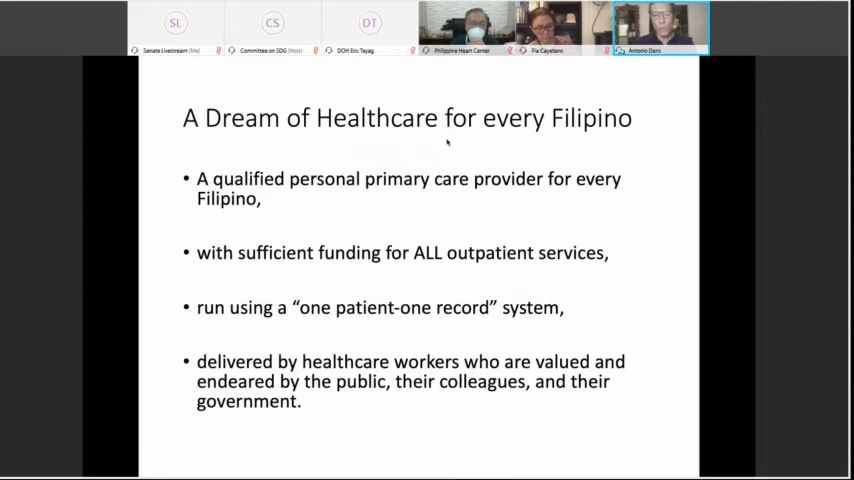 SL
CS
DT
Senate Livestream (Me)
Committee on SDG (Host)
DOH Eric Tayag
Philippine Heart Center
Pia Cayetano
Antonio Dans
A Dream of Healthcare for every Filipino
• A qualified personal primary care provider for every
Filipino,
• with sufficient funding for ALL outpatient services,
• run using a “one patient-one record” system,
• delivered by healthcare workers who are valued and
endeared by the public, their colleagues, and their
government.